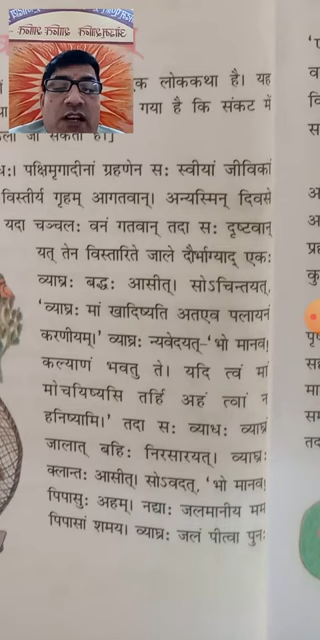 क लोककथा है। यह
गया है कि संकट में
जा सकता है।]
धः। पक्षिमृगादीनां ग्रहणेन सः स्वीयां जीविकां
विस्तीर्य गृहम् आगतवान्। अन्यस्मिन् दिवसे
यदा चञ्चलः वनं गतवान् तदा सः दृष्टवान्
यत् तेन विस्तारिते जाले दौर्भाग्याद् एकः
व्याघ्रः बद्धः आसीत्। सोऽचिन्तयत्,
'व्याघ्रः मां खादिष्यति अतएव पलायनं
करणीयम्।' व्याघ्रः न्यवेदयत्-'भो मानव!
कल्याणं भवतु ते। यदि त्वं मां
मोचयिष्यसि तर्हि अहं त्वां न
हनिष्यामि।' तदा सः व्याधः व्याघ्रं
जालात् बहिः निरसारयत्। व्याघ्रः
क्लान्तः आसीत्। सोऽवदत्, 'भो मानव!
पिपासुः अहम्। नद्याः जलमानीय मम
पिपासां शमय। व्याघ्रः जलं पीत्वा पुनः